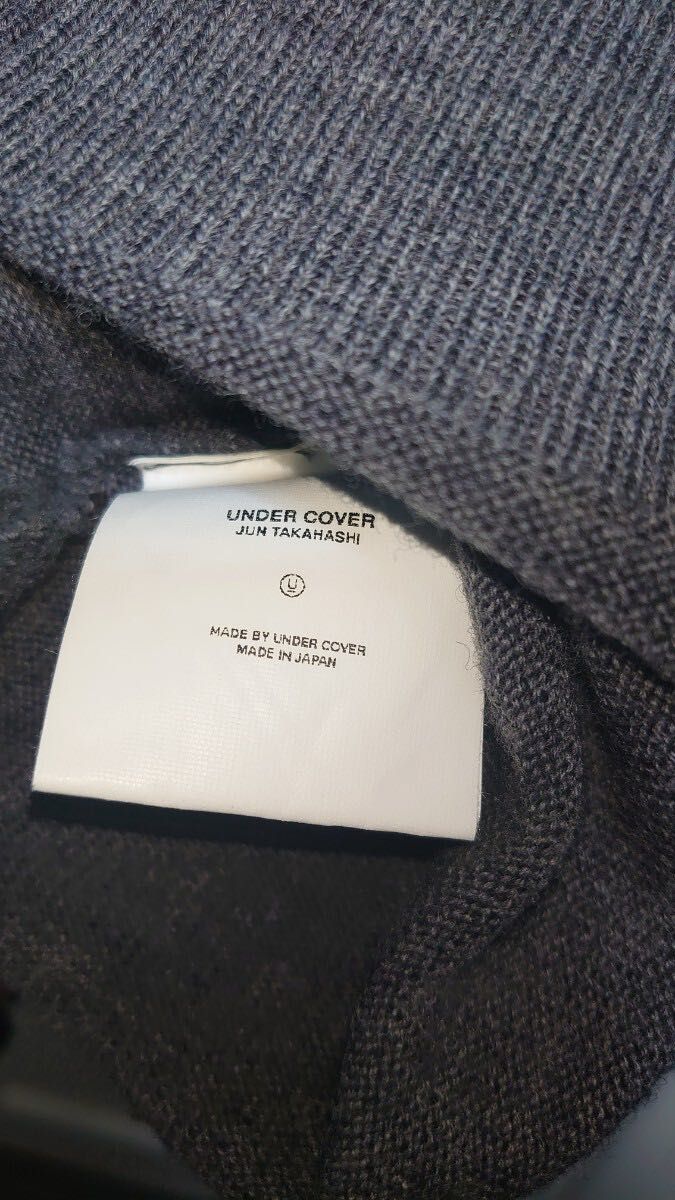 UNDER COVER
JUN TAKAHASHI
U
MADE BY UNDER COVER
MADE IN JAPAN